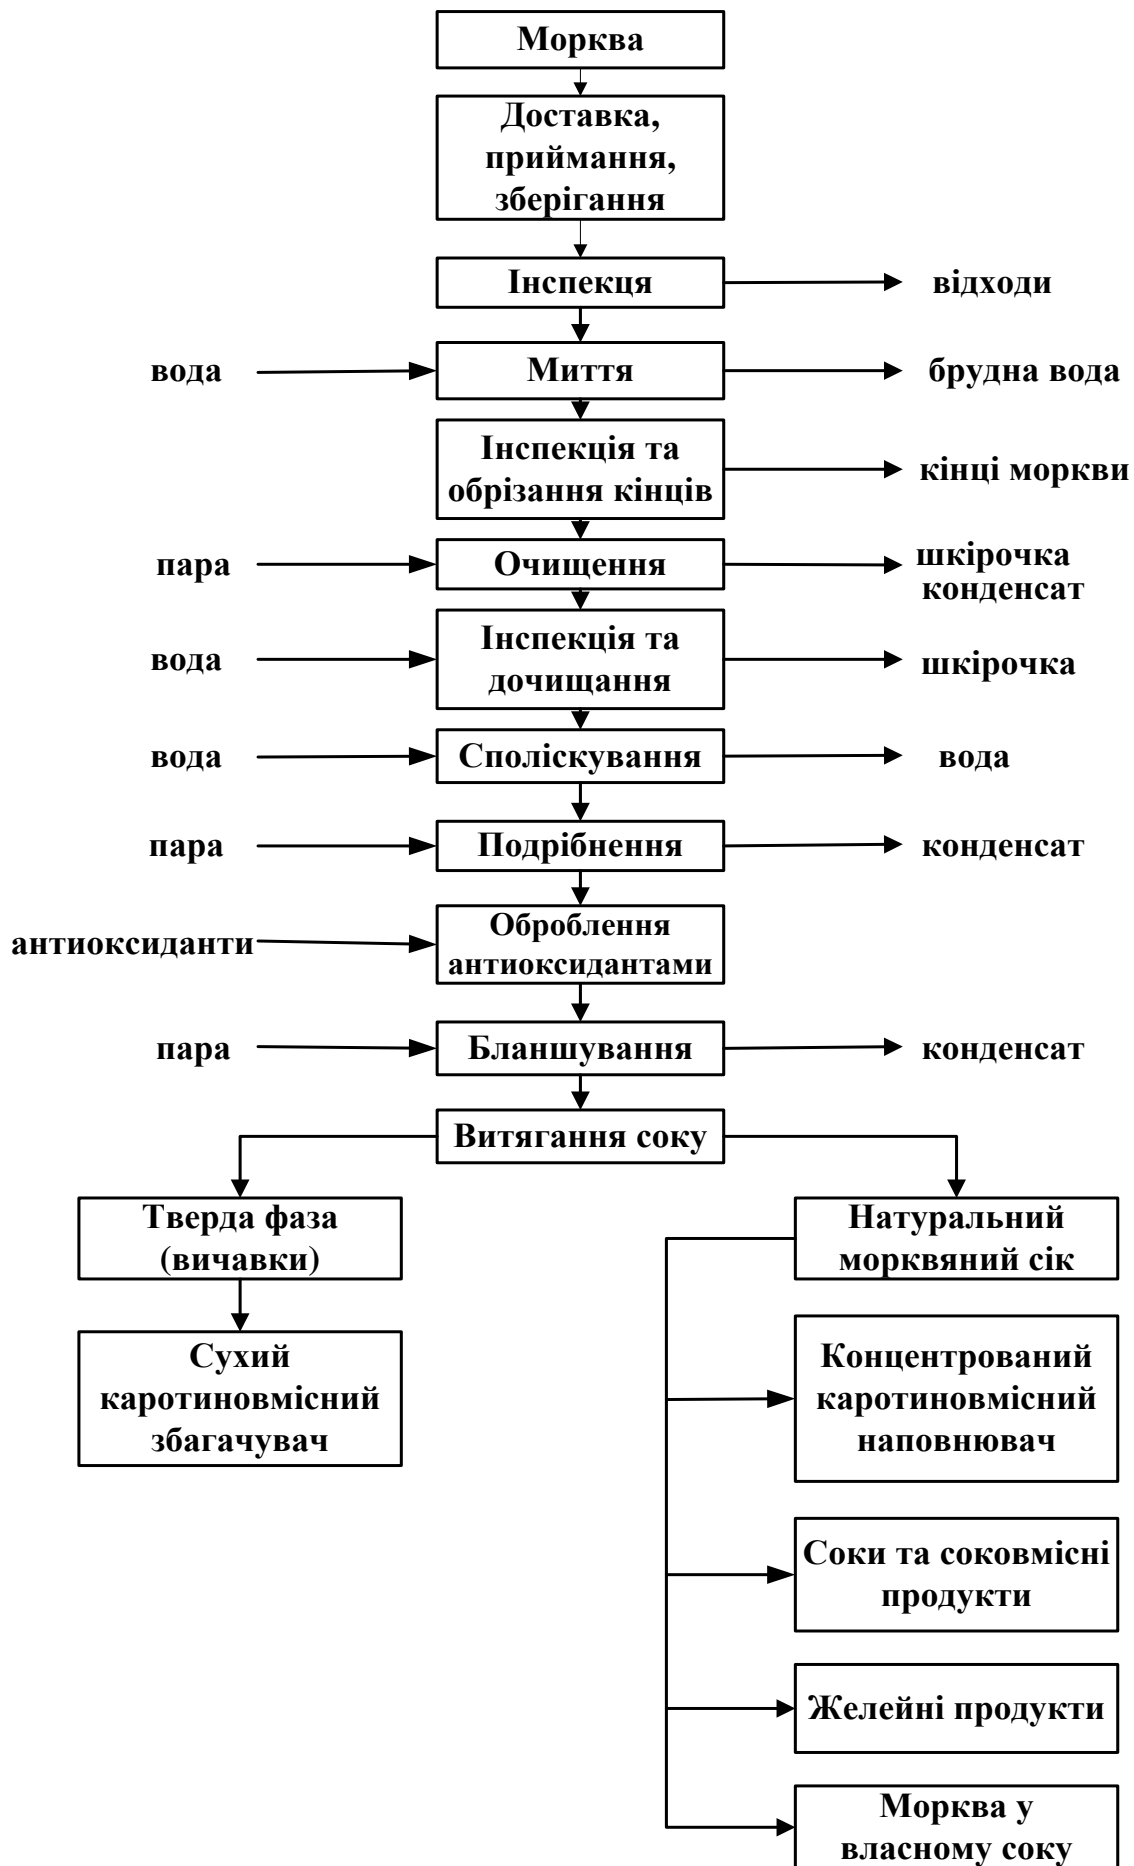 Морква
Доставка,
приймання,
зберігання
Інспекця
відходи
вода
Миття
брудна вода
Інспекція та
обрізання кінців
кінці моркви
пара
Очищення
шкірочка
конденсат
вода
Інспекція та
дочищання
шкірочка
вода
Споліскування
вода
пара
Подрібнення
конденсат
антиоксиданти
Оброблення
антиоксидантами
пара
Бланшування
конденсат
Витягання соку
Тверда фаза
(вичавки)
Натуральний
морквяний сік
Сухий
каротиновмісний
збагачувач
Концентрований
каротиновмісний
наповнювач
Соки та соковмісні
продукти
Желейні продукти
Морква у
власному соку